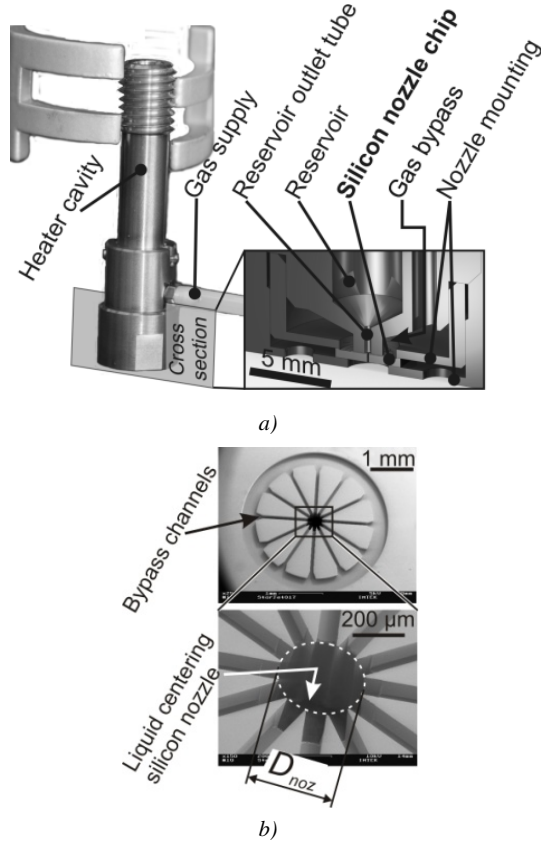 Heater cavity
Gas supply
Reservoir outlet tube
Reservoir
Silicon nozzle chip
Gas bypass
Nozzle mounting
Cross
section
5 mm
a)
Bypass channels
1 mm
200 µm
Liquid centering
silicon nozzle
D noz
b)